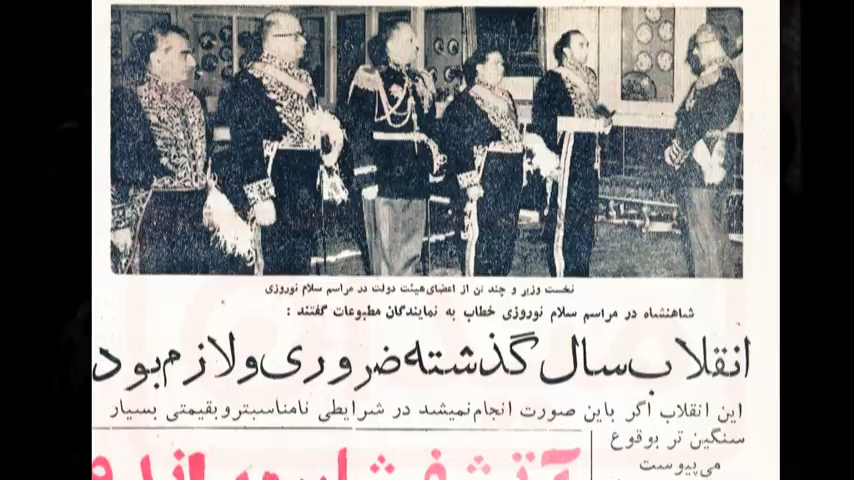 نخست وزیر و چند تن از اعضای هیئت دولت در مراسم سلام نوروزی
شاهنشاه در مراسم سلام نوروزی خطاب به نمایندگان مطبوعات گفتند :
انقلاب سال گذشته ضروری و لازم بود
این انقلاب اگر باین صورت انجام نمیشد در شرایطی نامناسبتر و بقیمتی بسیار
سنگین تر بوقوع
می پیوست